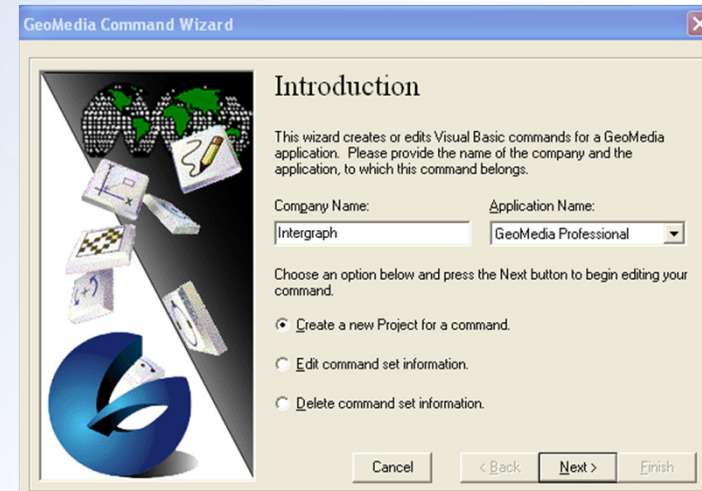 GeoMedia Command Wizard
Introduction
This wizard creates or edits Visual Basic commands for a GeoMedia
application. Please provide the name of the company and the
application, to which this command belongs.
Company Name: Application Name:
Intergraph GeoMedia Professional
Choose an option below and press the Next button to begin editing your
command.
Create a new Project for a command.
Edit command set information.
Delete command set information.
Cancel < Back Next > Finish